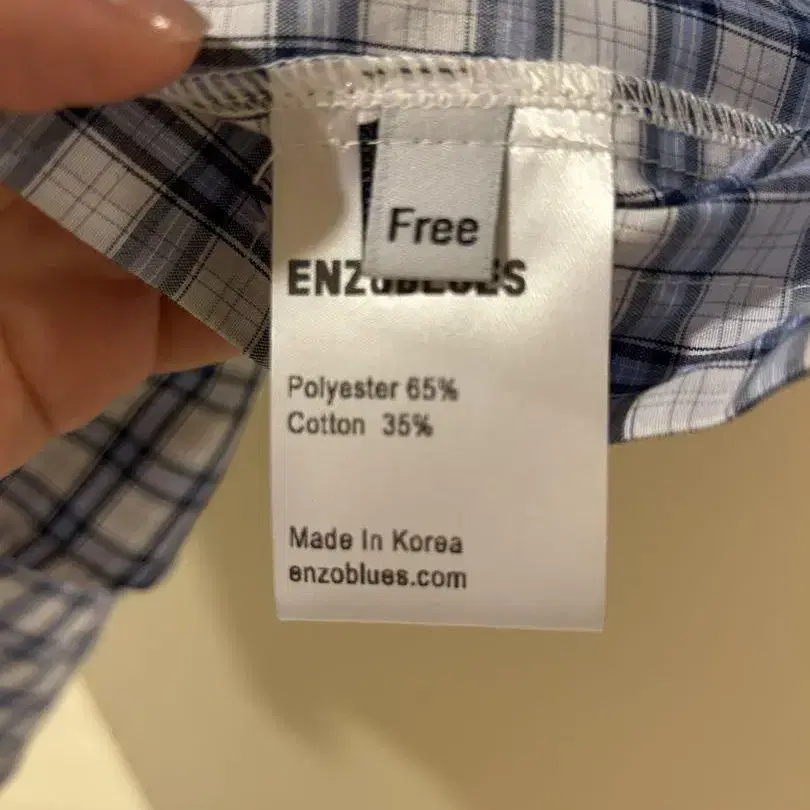 Free
ENZOBLUES
Polyester 65%
Cotton 35%
Made In Korea
enzoblues.com